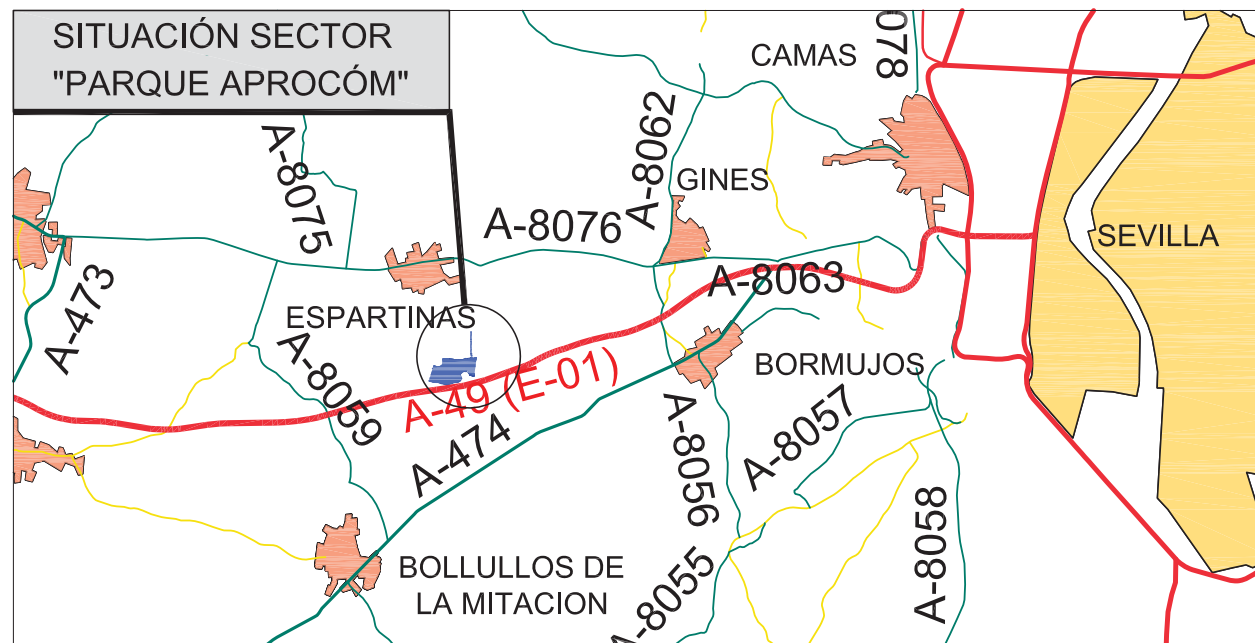 SITUACIÓN SECTOR
"PARQUE APROCÓM"
CAMAS
078
A-8062
A-8075
GINES
A-8076
SEVILLA
A-473
A-8063
ESPARTINAS
A-8059
A-49 (E-01)
BORMUJOS
A-474
A-8057
A-8056
A-8058
BOLLULLOS DE
LA MITACION
A-8055